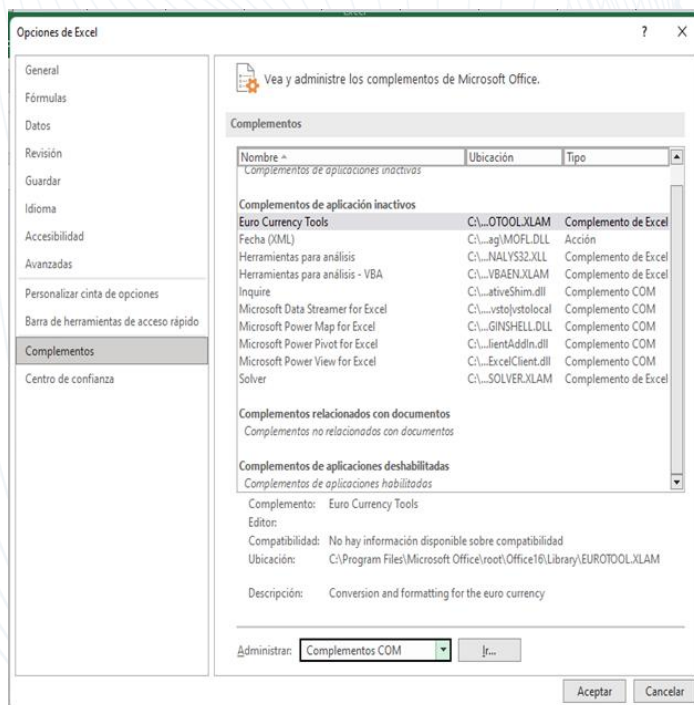 Opciones de Excel
General
Fórmulas
Datos
Revisión
Guardar
Idioma
Accesibilidad
Avanzadas
Personalizar cinta de opciones
Barra de herramientas de acceso rápido
Complementos
Centro de confianza
Vea y administre los complementos de Microsoft Office.
Complementos
Nombre Ubicación Tipo
Complementos de aplicaciones inactivas
Complementos de aplicación inactivos
Euro Currency Tools C:\...OTOOL.XLAM Complemento de Excel
Fecha (XML) C:\...ag\MOFL.DLL Acción
Herramientas para análisis C:\...NALYS32.XLL Complemento de Excel
Herramientas para análisis - VBA C:\...VBAEN.XLAM Complemento de Excel
Inquire C:\...ativeShim.dll Complemento COM
Microsoft Data Streamer for Excel C:\...vsto|vstolocal Complemento COM
Microsoft Power Map for Excel C:\...GINSHELL.DLL Complemento COM
Microsoft Power Pivot for Excel C:\...lientAddIn.dll Complemento COM
Microsoft Power View for Excel C:\...ExcelClient.dll Complemento COM
Solver C:\...SOLVER.XLAM Complemento de Excel
Complementos relacionados con documentos
Complementos no relacionados con documentos
Complementos de aplicaciones deshabilitadas
Complementos de aplicaciones habilitadas
Complemento: Euro Currency Tools
Editor:
Compatibilidad: No hay información disponible sobre compatibilidad
Ubicación: C:\Program Files\Microsoft Office\root\Office16\Library\EUROTOOL.XLAM
Descripción: Conversion and formatting for the euro currency
Administrar: Complementos COM Ir...
Aceptar Cancelar